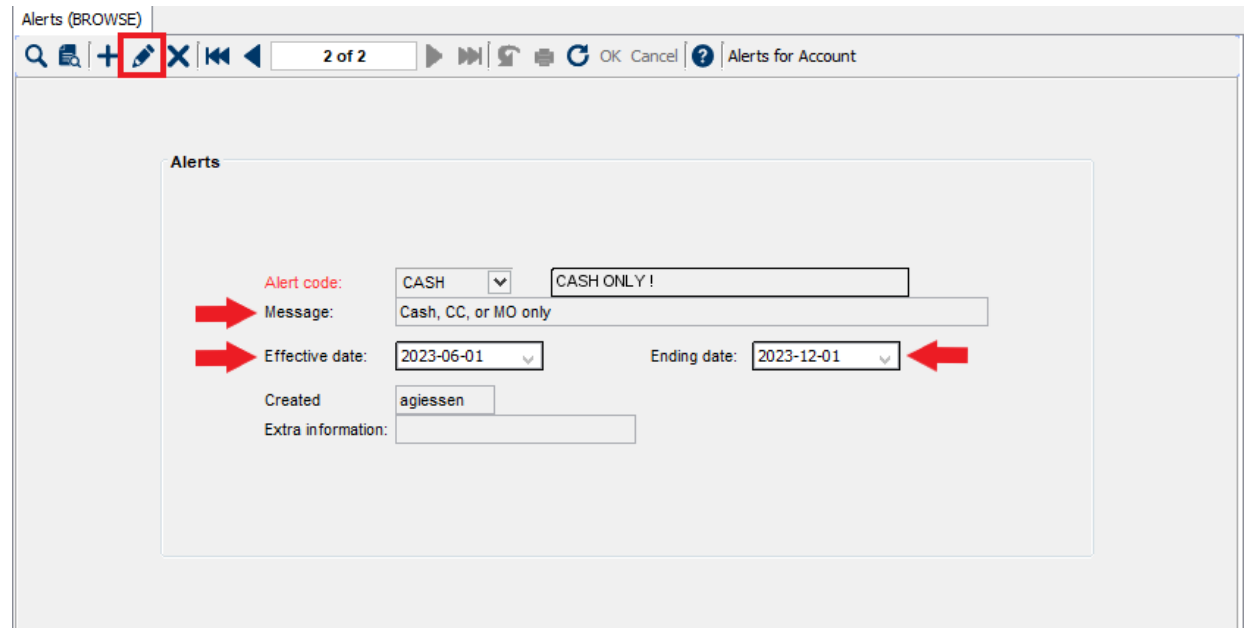 Alerts (BROWSE)
2 of 2 OK Cancel ? Alerts for Account
Alerts
Alert code: CASH CASH ONLY !
Message: Cash, CC, or MO only
Effective date: 2023-06-01 Ending date: 2023-12-01
Created agiessen
Extra information: